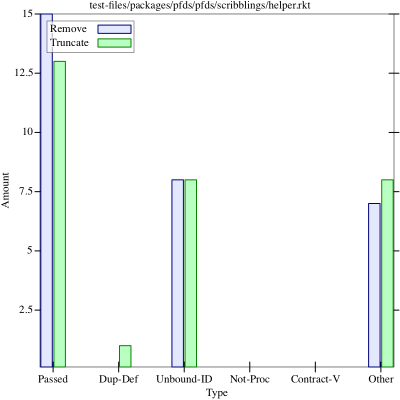 test-files/packages/pfds/pfds/scribblings/helper.rkt
15
Remove
Truncate
12.5
10
7.5
5
2.5
Amount
Passed Dup-Def Unbound-ID Not-Proc Contract-V Other
Type